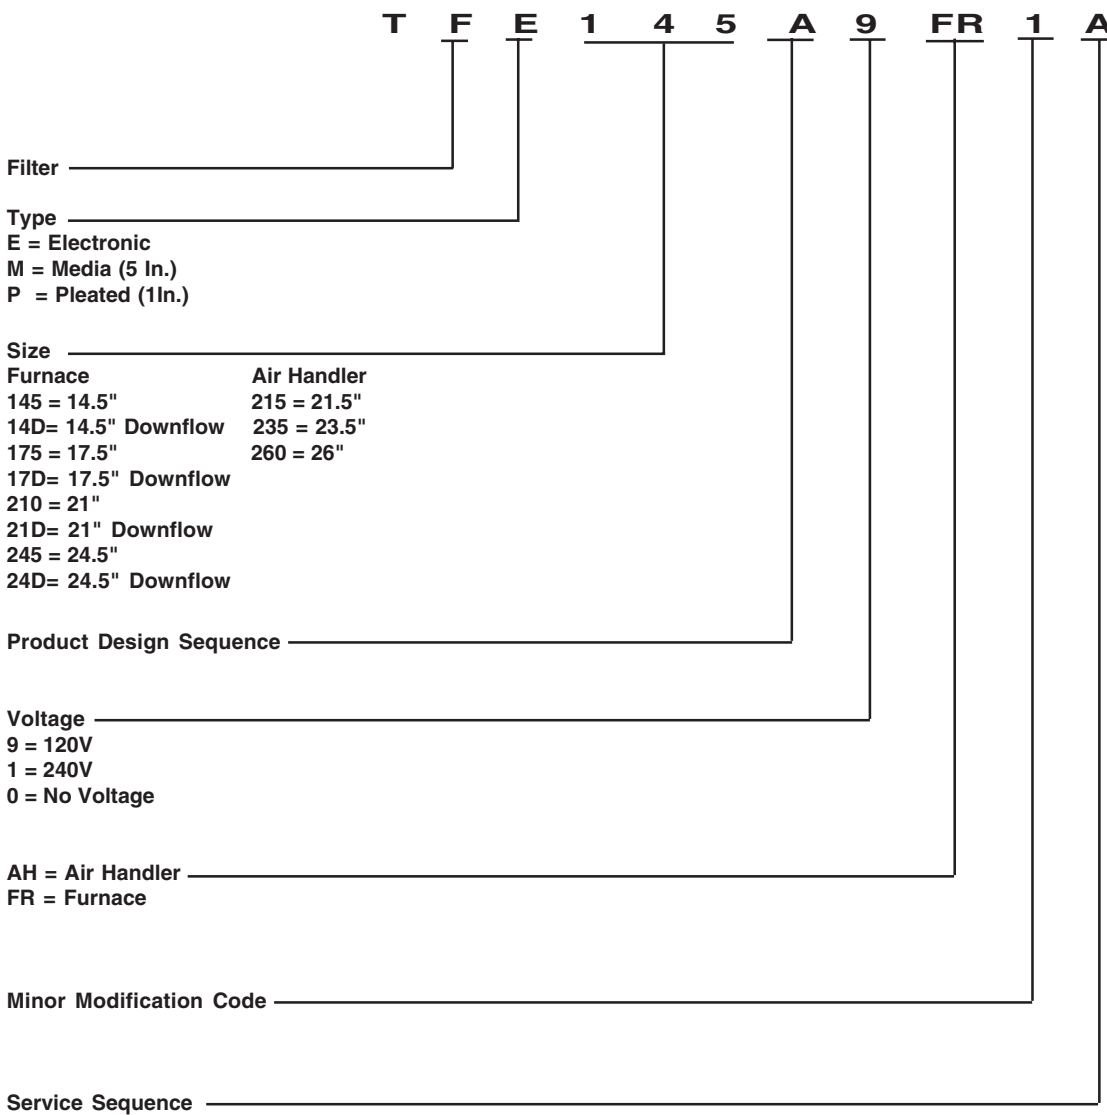 T F E 1 4 5 A 9 FR 1 A
Filter
Type
E = Electronic
M = Media (5 In.)
P = Pleated (1In.)
Size
Furnace Air Handler
145 = 14.5" 215 = 21.5"
14D= 14.5" Downflow 235 = 23.5"
175 = 17.5" 260 = 26"
17D= 17.5" Downflow
210 = 21"
21D= 21" Downflow
245 = 24.5"
24D= 24.5" Downflow
Product Design Sequence
Voltage
9 = 120V
1 = 240V
0 = No Voltage
AH = Air Handler
FR = Furnace
Minor Modification Code
Service Sequence